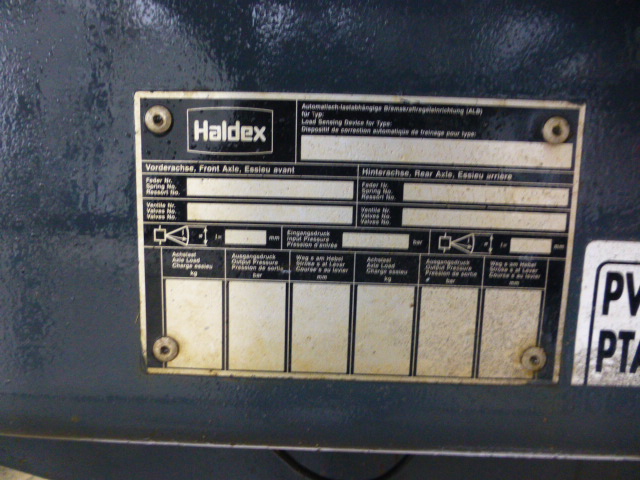 Haldex
Automatisch-lastabhängige Bremskraftregeleinrichtung (ALB)
für Typ:
Load Sensing Device for Type:
Dispositif de correction automatique de freinage pour type:
Vorderachse, Front Axle, Essieu avant
Hinterachse, Rear Axle, Essieu arrière
Feder Nr.
Spring No.
Ressort No.
Feder Nr.
Spring No.
Ressort No.
Ventile Nr.
Valves No.
Valves No.
Ventile Nr.
Valves No.
Valves No.
l= mm
Eingangsdruck
Input Pressure
Pression d'entrée
bar
l= mm
Achslast
Axle Load
Charge essieu
kg
Ausgangsdruck
Output Pressure
Pression de sortie
bar
Weg s am Hebel
Stroke s at Lever
Course s au levier
mm
Achslast
Axle Load
Charge essieu
kg
Ausgangsdruck
Output Pressure
Pression de sortie
bar
Weg s am Hebel
Stroke s at Lever
Course s au levier
mm
PV
PTA